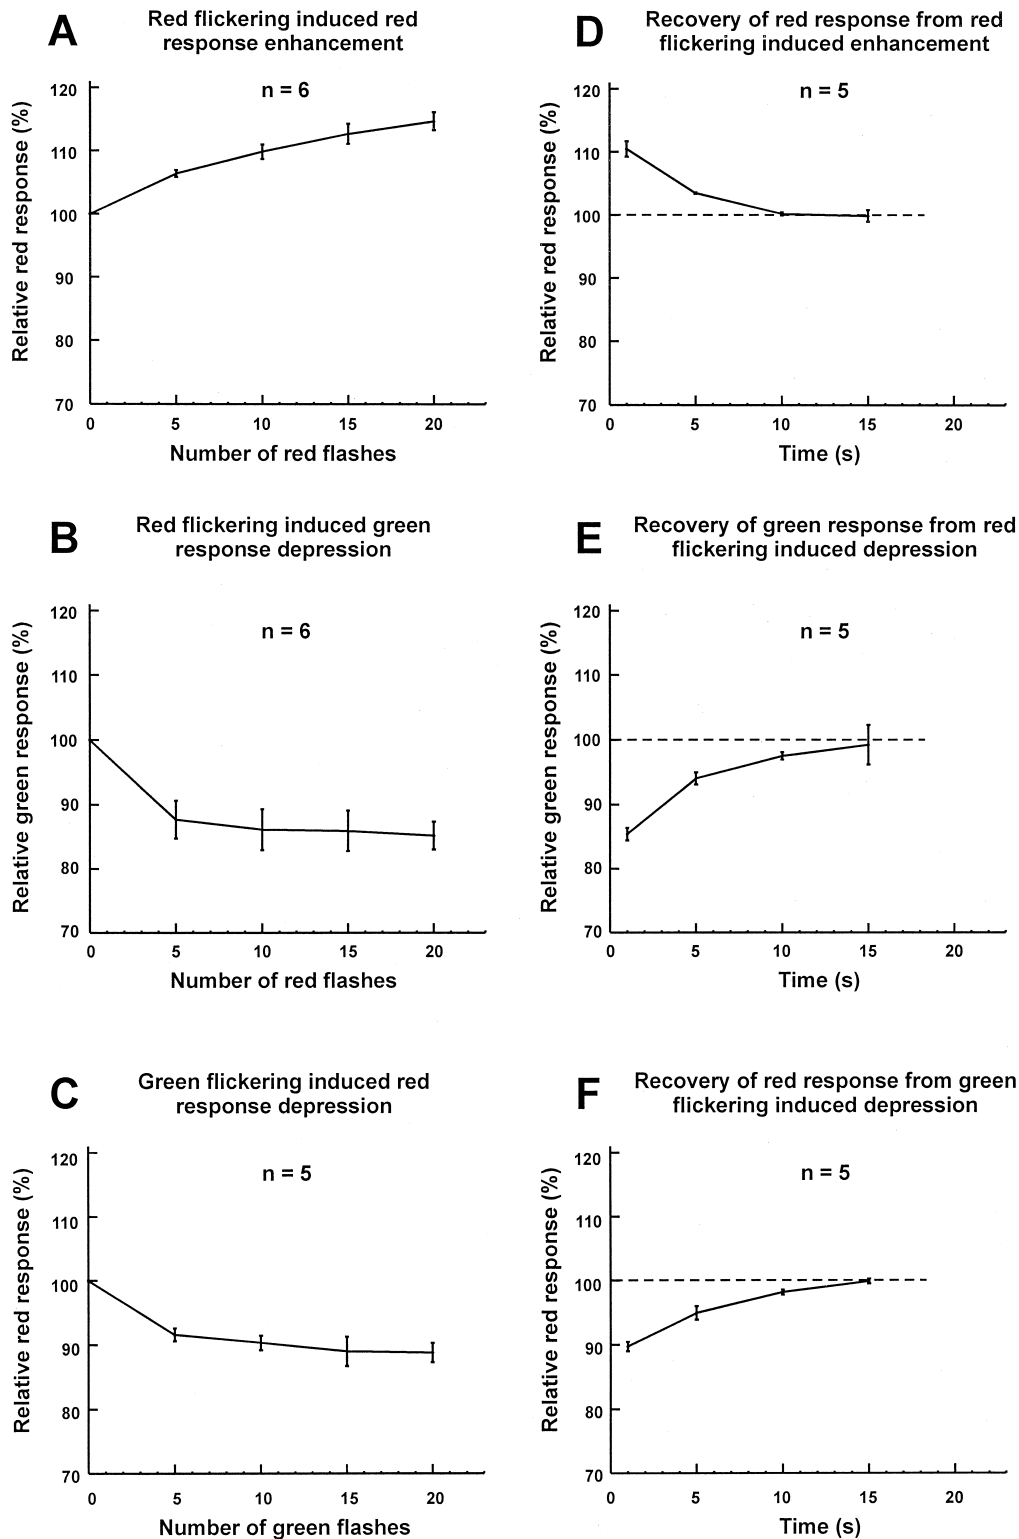 A
Red flickering induced red
response enhancement
n = 6
120
110
100
90
80
70
Relative red response (%)
0 5 10 15 20
Number of red flashes
D
Recovery of red response from red
flickering induced enhancement
n = 5
120
110
100
90
80
70
Relative red response (%)
0 5 10 15 20
Time (s)
B
Red flickering induced green
response depression
n = 6
120
110
100
90
80
70
Relative green response (%)
0 5 10 15 20
Number of red flashes
E
Recovery of green response from red
flickering induced depression
n = 5
120
110
100
90
80
70
Relative green response (%)
0 5 10 15 20
Time (s)
C
Green flickering induced red
response depression
n = 5
120
110
100
90
80
70
Relative red response (%)
0 5 10 15 20
Number of green flashes
F
Recovery of red response from green
flickering induced depression
n = 5
120
110
100
90
80
70
Relative red response (%)
0 5 10 15 20
Time (s)